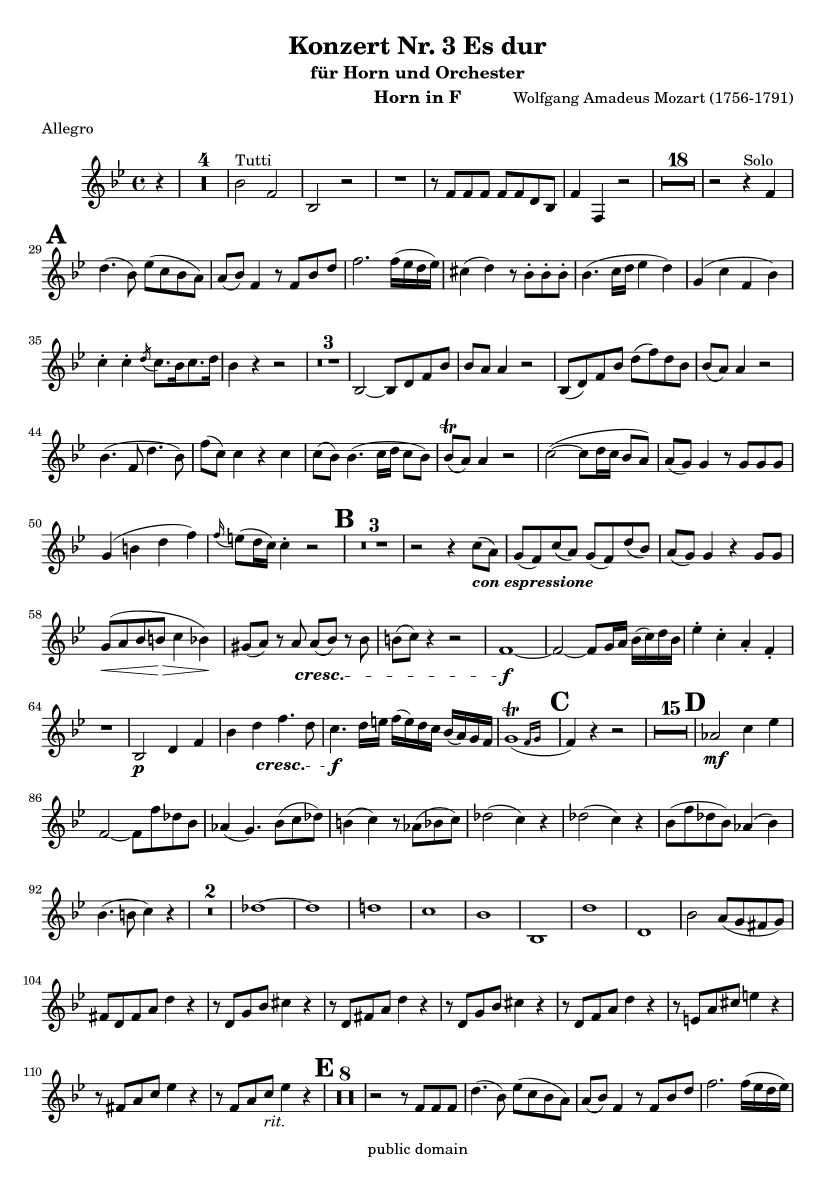 Konzert Nr. 3 Es dur
für Horn und Orchester
Horn in F
Wolfgang Amadeus Mozart (1756-1791)
Allegro
4 Tutti 18 Solo
A
29
35 3
44 tr
50 B 3
con espressione
58
cresc. f
64 tr C 15 D
p cresc. f mf
86
92 2
104
110 E 8
rit.
public domain